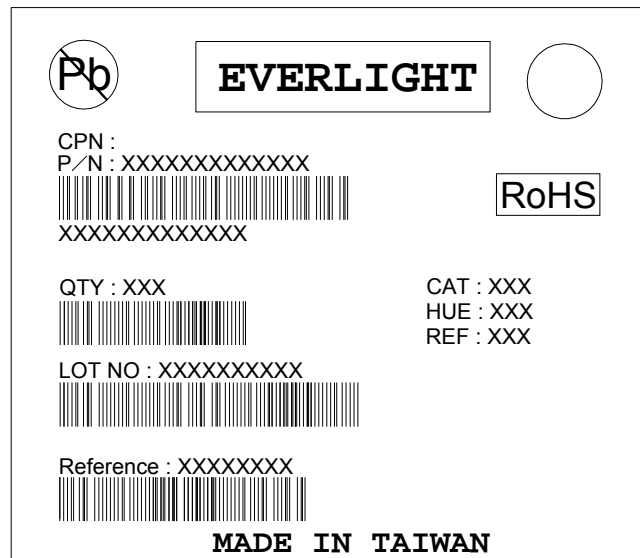 Pb
EVERLIGHT
CPN :
P/N : XXXXXXXXXXXXX
RoHS
XXXXXXXXXXXXX
QTY : XXX
CAT : XXX
HUE : XXX
REF : XXX
LOT NO : XXXXXXXXXX
Reference : XXXXXXXX
MADE IN TAIWAN